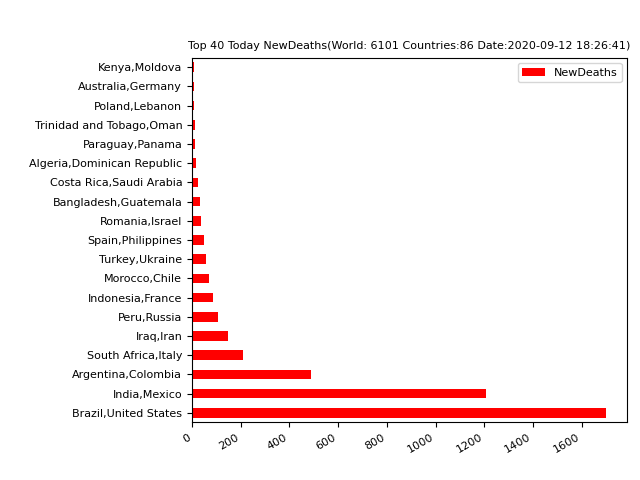 Top 40 Today NewDeaths(World: 6101 Countries:86 Date:2020-09-12 18:26:41)
NewDeaths
Kenya,Moldova
Australia,Germany
Poland,Lebanon
Trinidad and Tobago,Oman
Paraguay,Panama
Algeria,Dominican Republic
Costa Rica,Saudi Arabia
Bangladesh,Guatemala
Romania,Israel
Spain,Philippines
Turkey,Ukraine
Morocco,Chile
Indonesia,France
Peru,Russia
Iraq,Iran
South Africa,Italy
Argentina,Colombia
India,Mexico
Brazil,United States
0 200 400 600 800 1000 1200 1400 1600